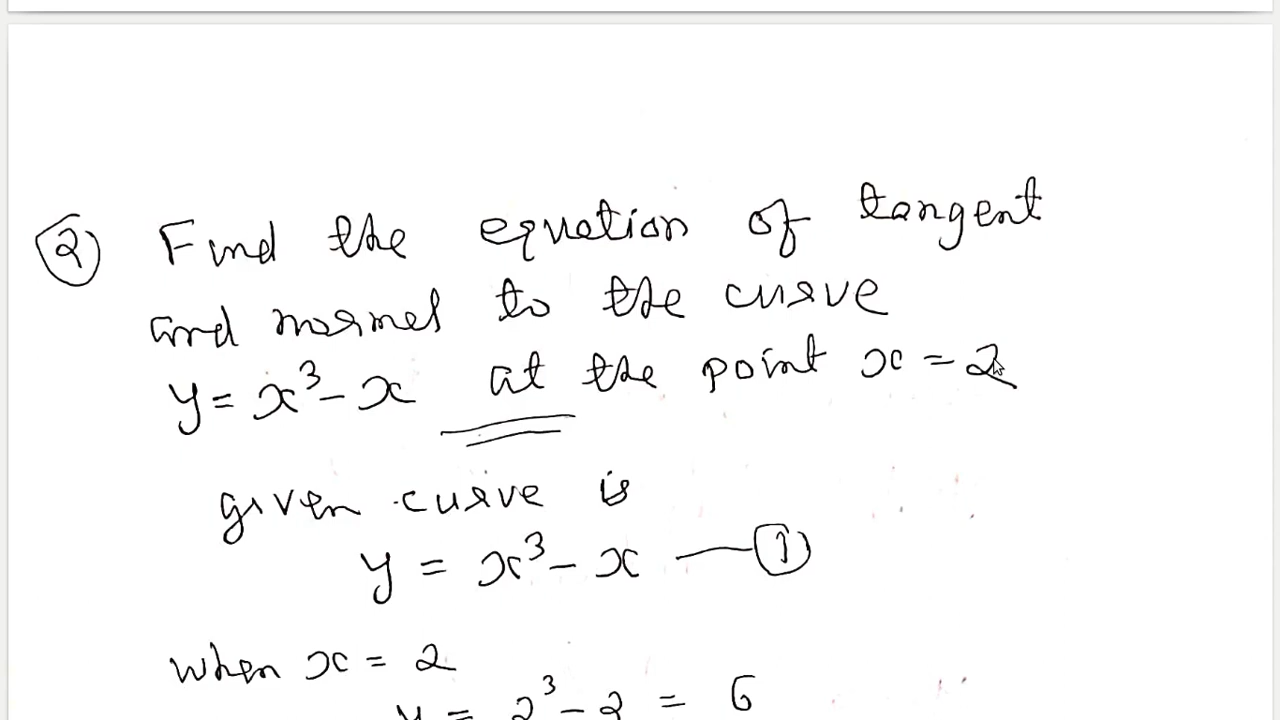 ② Find the equation of tangent
and normal to the curve
y = x³ - x at the point x = 2
given curve is
y = x³ - x — ①
when x = 2
y = 2³ - 2 = 6